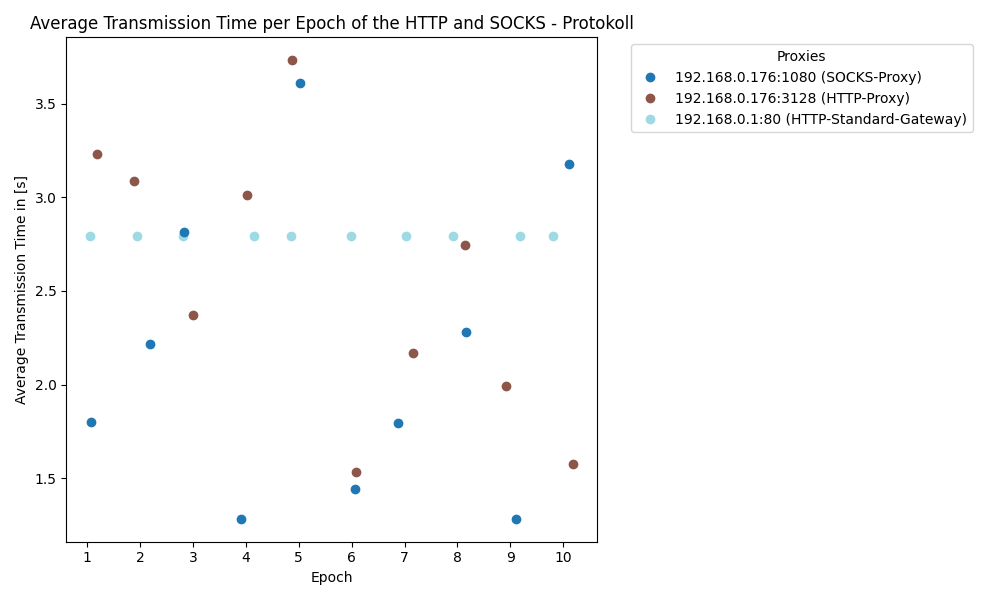 Average Transmission Time per Epoch of the HTTP and SOCKS - Protokoll
Proxies
192.168.0.176:1080 (SOCKS-Proxy)
192.168.0.176:3128 (HTTP-Proxy)
192.168.0.1:80 (HTTP-Standard-Gateway)
Average Transmission Time in [s]
3.5
3.0
2.5
2.0
1.5
1 2 3 4 5 6 7 8 9 10
Epoch